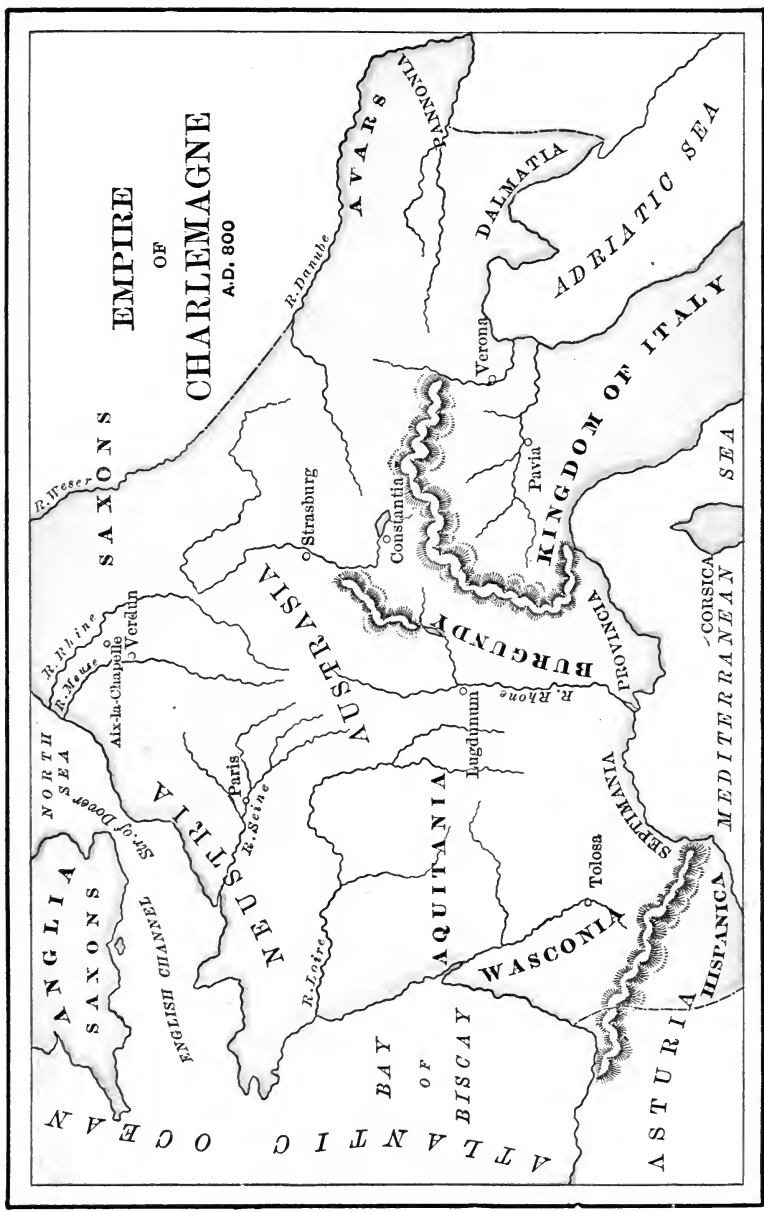 EMPIRE
OF
CHARLEMAGNE
A.D. 800
NORTH
SEA
Str. of Dover
ANGLIA
SAXONS
ENGLISH CHANNEL
ATLANTIC OCEAN
BAY
OF
BISCAY
R. Rhine
R. Meuse
Aix-la-Chapelle
Verdun
R. Weser
SAXONS
NEUSTRIA
Paris
R. Seine
R. Loire
AUSTRASIA
Strasburg
Constantia
R. Danube
AVARS
PANNONIA
DALMATIA
ADRIATIC SEA
Verona
Pavia
KINGDOM OF ITALY
BURGUNDY
R. Rhone
Lugdunum
PROVINCIA
AQUITANIA
WASCONIA
Tolosa
SEPTIMANIA
HISPANICA
ASTURIA
CORSICA
MEDITERRANEAN SEA